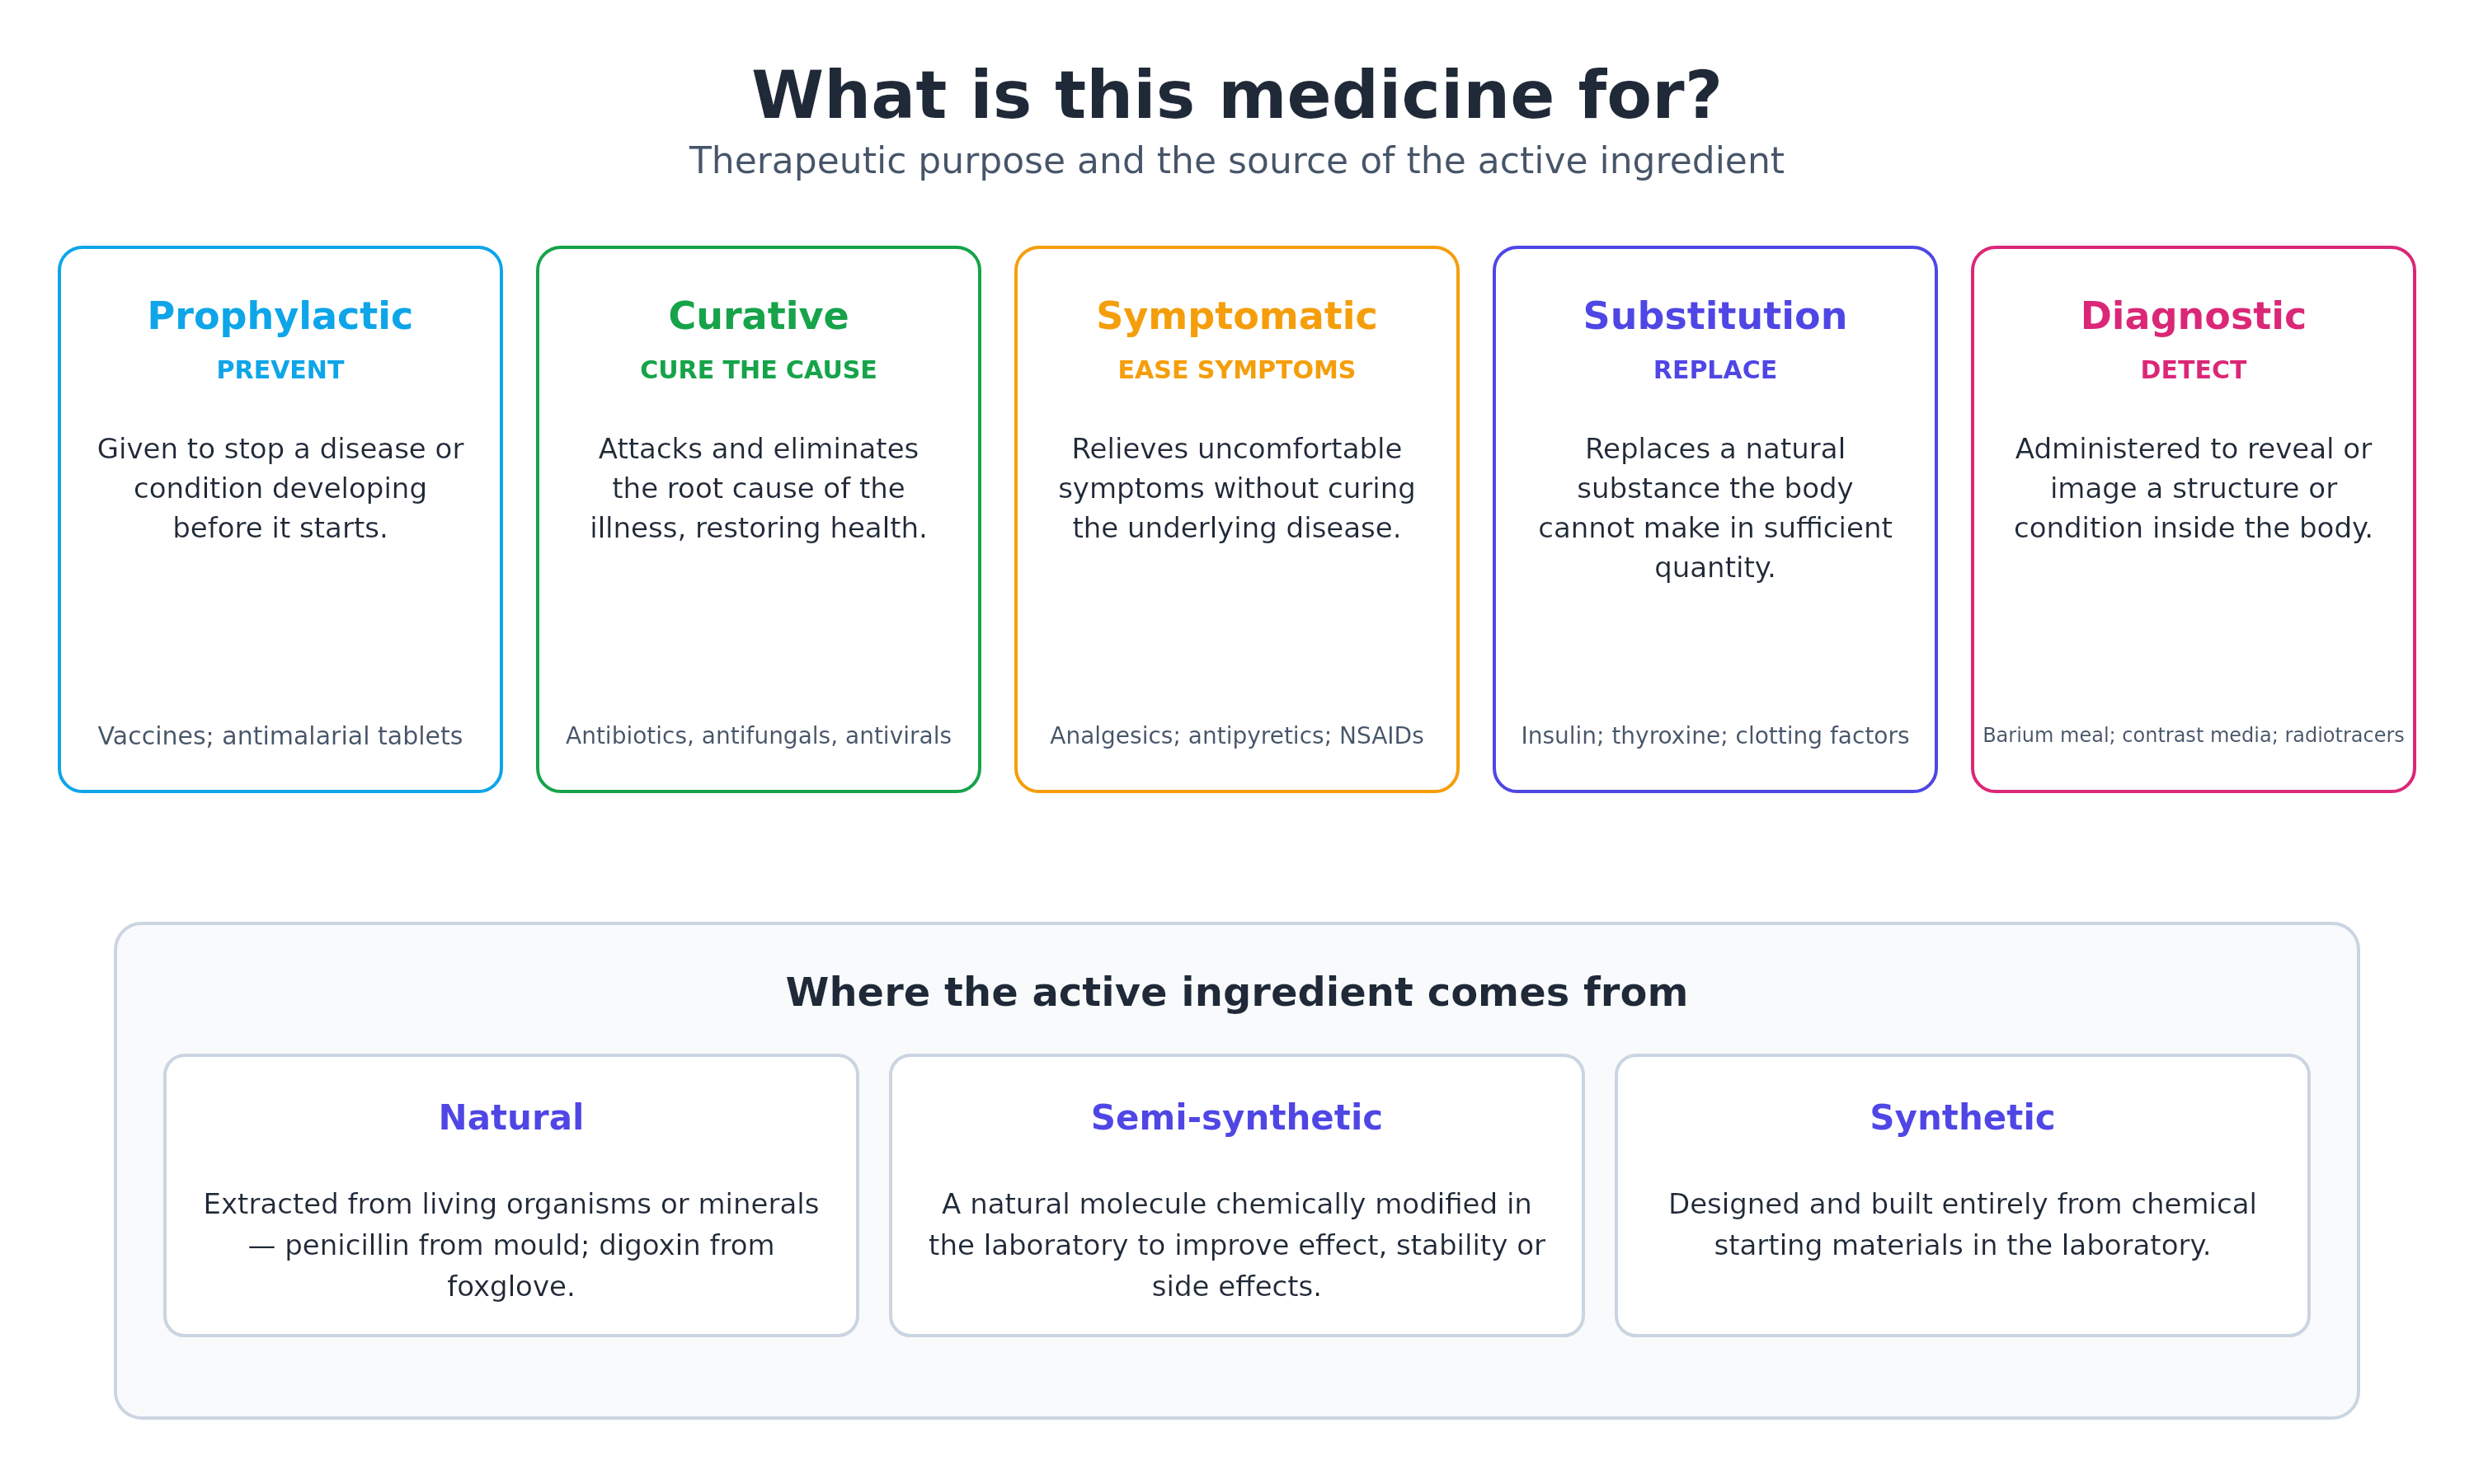 What is this medicine for?
Therapeutic purpose and the source of the active ingredient
Prophylactic
PREVENT
Given to stop a disease or
condition developing
before it starts.
Vaccines; antimalarial tablets
Curative
CURE THE CAUSE
Attacks and eliminates
the root cause of the
illness, restoring health.
Antibiotics, antifungals, antivirals
Symptomatic
EASE SYMPTOMS
Relieves uncomfortable
symptoms without curing
the underlying disease.
Analgesics; antipyretics; NSAIDs
Substitution
REPLACE
Replaces a natural
substance the body
cannot make in sufficient
quantity.
Insulin; thyroxine; clotting factors
Diagnostic
DETECT
Administered to reveal or
image a structure or
condition inside the body.
Barium meal; contrast media; radiotracers
Where the active ingredient comes from
Natural
Extracted from living organisms or minerals
— penicillin from mould; digoxin from
foxglove.
Semi-synthetic
A natural molecule chemically modified in
the laboratory to improve effect, stability or
side effects.
Synthetic
Designed and built entirely from chemical
starting materials in the laboratory.